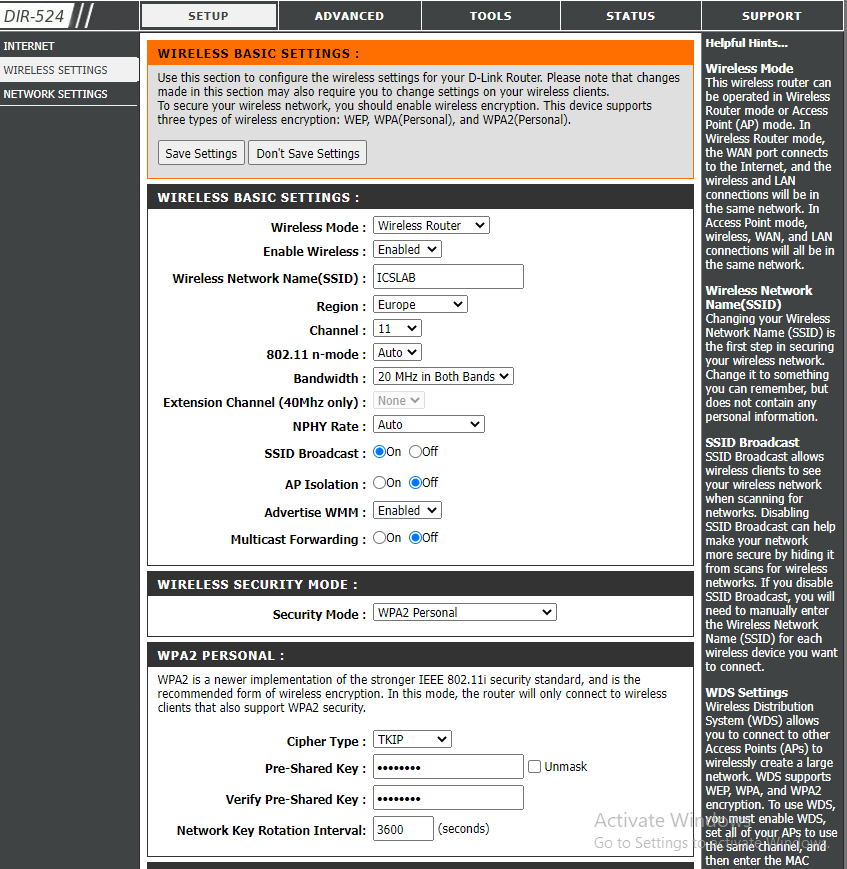 DIR-524
SETUP
ADVANCED
TOOLS
STATUS
SUPPORT
INTERNET
WIRELESS SETTINGS
NETWORK SETTINGS
WIRELESS BASIC SETTINGS :
Use this section to configure the wireless settings for your D-Link Router. Please note that changes
made in this section may also require you to change settings on your wireless clients.
To secure your wireless network, you should enable wireless encryption. This device supports
three types of wireless encryption: WEP, WPA(Personal), and WPA2(Personal).
Save Settings Don't Save Settings
WIRELESS BASIC SETTINGS :
Wireless Mode : Wireless Router
Enable Wireless : Enabled
Wireless Network Name(SSID) : ICSLAB
Region : Europe
Channel : 11
802.11 n-mode : Auto
Bandwidth : 20 MHz in Both Bands
Extension Channel (40Mhz only) : None
NPHY Rate : Auto
SSID Broadcast : On Off
AP Isolation : On Off
Advertise WMM : Enabled
Multicast Forwarding : On Off
WIRELESS SECURITY MODE :
Security Mode : WPA2 Personal
WPA2 PERSONAL :
WPA2 is a newer implementation of the stronger IEEE 802.11i security standard, and is the
recommended form of wireless encryption. In this mode, the router will only connect to wireless
clients that also support WPA2 security.
Cipher Type : TKIP
Pre-Shared Key : •••••••• Unmask
Verify Pre-Shared Key : ••••••••
Network Key Rotation Interval: 3600 (seconds)
Helpful Hints...
Wireless Mode
This wireless router can
be operated in Wireless
Router mode or Access
Point (AP) mode. In
Wireless Router mode,
the WAN port connects
to the Internet, and the
wireless and LAN
connections will be in
the same network. In
Access Point mode,
wireless, WAN, and LAN
connections will all be in
the same network.
Wireless Network
Name(SSID)
Changing your Wireless
Network Name (SSID) is
the first step in securing
your wireless network.
Change it to something
you can remember, but
does not contain any
personal information.
SSID Broadcast
SSID Broadcast allows
wireless clients to see
your wireless network
when scanning for
networks. Disabling
SSID Broadcast can help
make your network
more secure by hiding it
from scans for wireless
networks. If you disable
SSID Broadcast, you will
need to manually enter
the Wireless Network
Name (SSID) for each
wireless device you want
to connect.
WDS Settings
Wireless Distribution
System (WDS) allows
you to connect to other
Access Points (APs) to
wirelessly create a large
network. WDS supports
WEP, WPA, and WPA2
encryption. To use WDS,
you must enable WDS,
set all of your APs to use
the same channel, and
then enter the MAC
Activate Windows
Go to Settings to activate Windows.